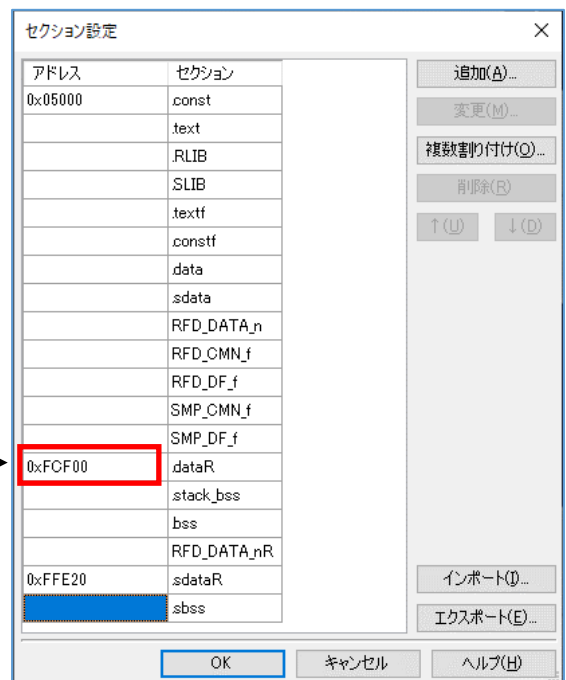 セクション設定
アドレス セクション
0x05000 .const
.text
.RLIB
.SLIB
.textf
.constf
.data
.sdata
RFD_DATA_n
RFD_CMN_f
RFD_DF_f
SMP_CMN_f
SMP_DF_f
0xFCF00 .dataR
.stack_bss
.bss
RFD_DATA_nR
0xFFE20 .sdataR
.sbss
追加(A)...
変更(M)...
複数割り付け(O)...
削除(R)
↑(U) ↓(D)
インポート(I)...
エクスポート(E)...
OK キャンセル ヘルプ(H)